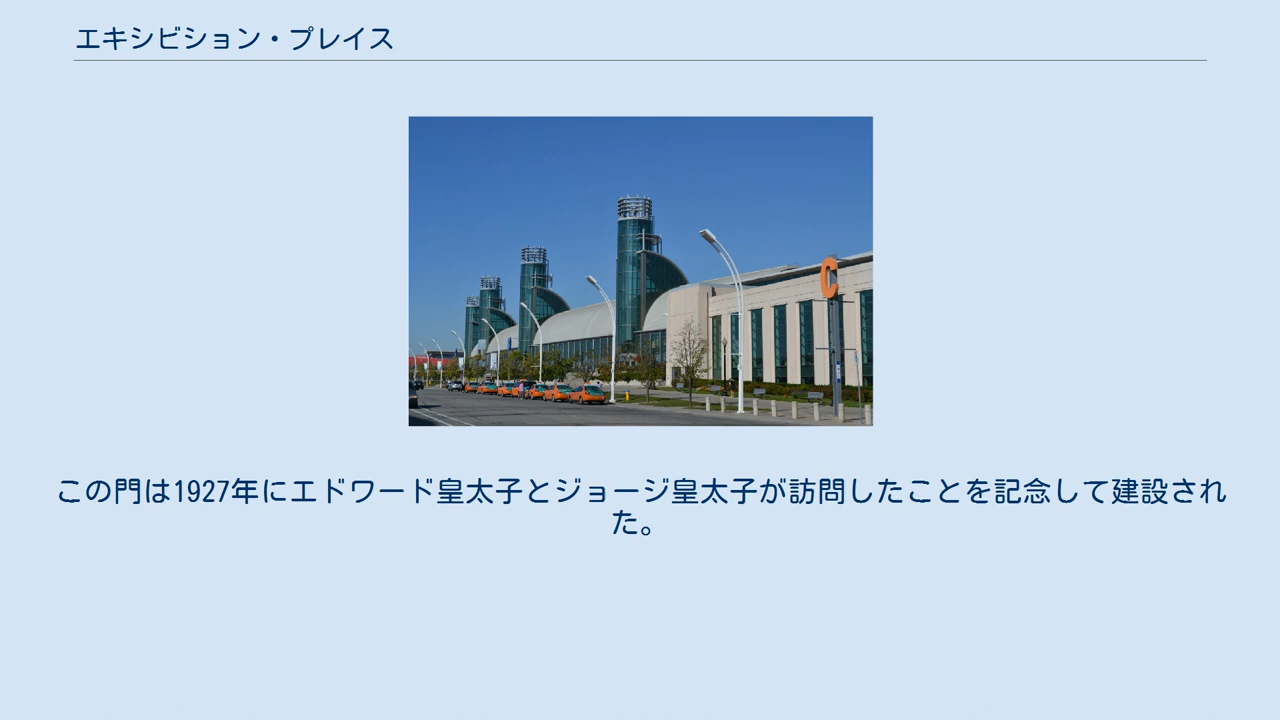 エキシビション・プレイス
C
この門は1927年にエドワード皇太子とジョージ皇太子が訪問したことを記念して建設され
た。